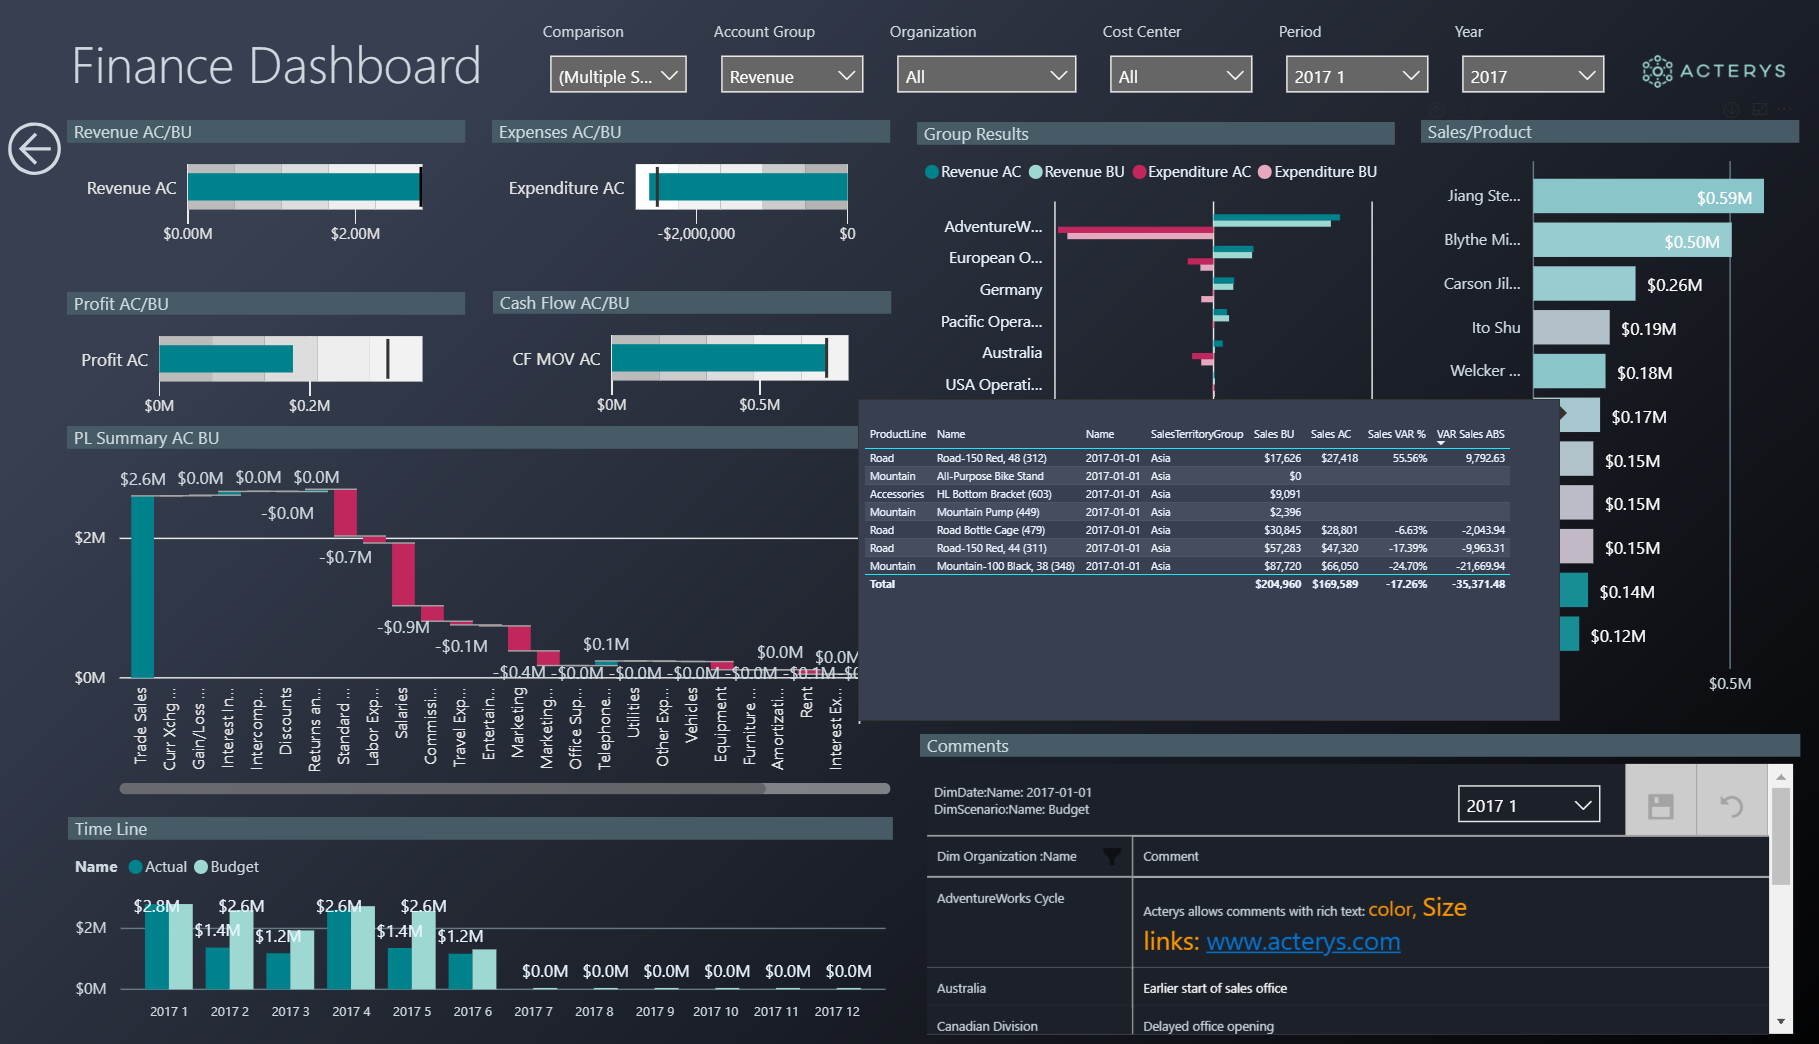 Finance Dashboard
Comparison
(Multiple S...
Account Group
Revenue
Organization
All
Cost Center
All
Period
2017 1
Year
2017
ACTERYS
Revenue AC/BU
Revenue AC
$0.00M
$2.00M
Expenses AC/BU
Expenditure AC
-$2,000,000
$0
Profit AC/BU
Profit AC
$0M
$0.2M
Cash Flow AC/BU
CF MOV AC
$0M
$0.5M
Group Results
Revenue AC
Revenue BU
Expenditure AC
Expenditure BU
AdventureW...
European O...
Germany
Pacific Opera...
Australia
USA Operati...
Sales/Product
Jiang Ste...
$0.59M
Blythe Mi...
$0.50M
Carson Jil...
$0.26M
Ito Shu
$0.19M
Welcker ...
$0.18M
$0.17M
$0.15M
$0.15M
$0.15M
$0.14M
$0.12M
$0.5M
PL Summary AC BU
$2.6M
$0.0M
$0.0M
$0.0M
-$0.0M
$2M
-$0.7M
-$0.9M
-$0.1M
$0.1M
$0.0M
$0.0M
-$0.4M
-$0.0M
-$0.0M
-$0.0M
-$0.0M
-$0.1M
$0M
Trade Sales
Curr Xchg ...
Gain/Loss ...
Interest In...
Intercomp...
Discounts
Returns an...
Standard ...
Labor Exp...
Salaries
Commissi...
Travel Exp...
Entertain...
Marketing
Marketing...
Office Sup...
Telephone...
Utilities
Other Exp...
Vehicles
Equipment
Furniture ...
Amortizati...
Rent
Interest Ex...
ProductLine Name Name SalesTerritoryGroup Sales BU Sales AC Sales VAR % VAR Sales ABS
Road Road-150 Red, 48 (312) 2017-01-01 Asia $17,626 $27,418 55.56% 9,792.63
Mountain All-Purpose Bike Stand 2017-01-01 Asia $0
Accessories HL Bottom Bracket (603) 2017-01-01 Asia $9,091
Mountain Mountain Pump (449) 2017-01-01 Asia $2,396
Road Road Bottle Cage (479) 2017-01-01 Asia $30,845 $28,801 -6.63% -2,043.94
Road Road-150 Red, 44 (311) 2017-01-01 Asia $57,283 $47,320 -17.39% -9,963.31
Mountain Mountain-100 Black, 38 (348) 2017-01-01 Asia $87,720 $66,050 -24.70% -21,669.94
Total $204,960 $169,589 -17.26% -35,371.48
Time Line
Name Actual Budget
$2.8M
$2.6M
$2.6M
$2.6M
$2M
$1.4M
$1.2M
$1.4M
$1.2M
$0.0M
$0.0M
$0.0M
$0.0M
$0.0M
$0.0M
$0M
2017 1
2017 2
2017 3
2017 4
2017 5
2017 6
2017 7
2017 8
2017 9
2017 10
2017 11
2017 12
Comments
DimDate:Name: 2017-01-01
DimScenario:Name: Budget
2017 1
Dim Organization :Name
Comment
AdventureWorks Cycle
Acterys allows comments with rich text: color, Size
links: www.acterys.com
Australia
Earlier start of sales office
Canadian Division
Delayed office opening